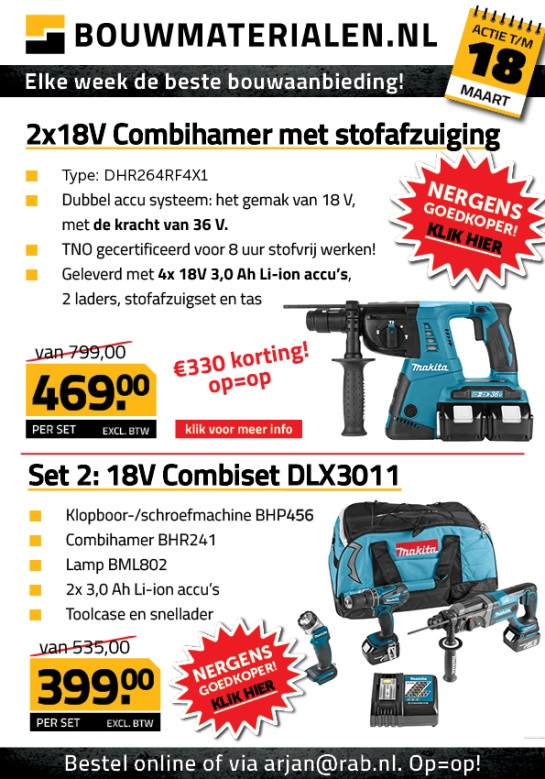 BOUWMATERIALEN.NL
ACTIE T/M
18
MAART
Elke week de beste bouwaanbieding!
2x18V Combihamer met stofafzuiging
Type: DHR264RF4X1
Dubbel accu systeem: het gemak van 18 V,
met de kracht van 36 V.
TNO gecertificeerd voor 8 uur stofvrij werken!
Geleverd met 4x 18V 3,0 Ah Li-ion accu's,
2 laders, stofafzuigset en tas
NERGENS
GOEDKOPER!
KLIK HIER
van 799,00
469.00
PER SET EXCL. BTW
€330 korting!
op=op
klik voor meer info
makita
Set 2: 18V Combiset DLX3011
Klopboor-/schroefmachine BHP456
Combihamer BHR241
Lamp BML802
2x 3,0 Ah Li-ion accu's
Toolcase en snellader
van 535,00
399.00
PER SET EXCL. BTW
NERGENS
GOEDKOPER!
KLIK HIER
makita
Bestel online of via arjan@rab.nl. Op=op!